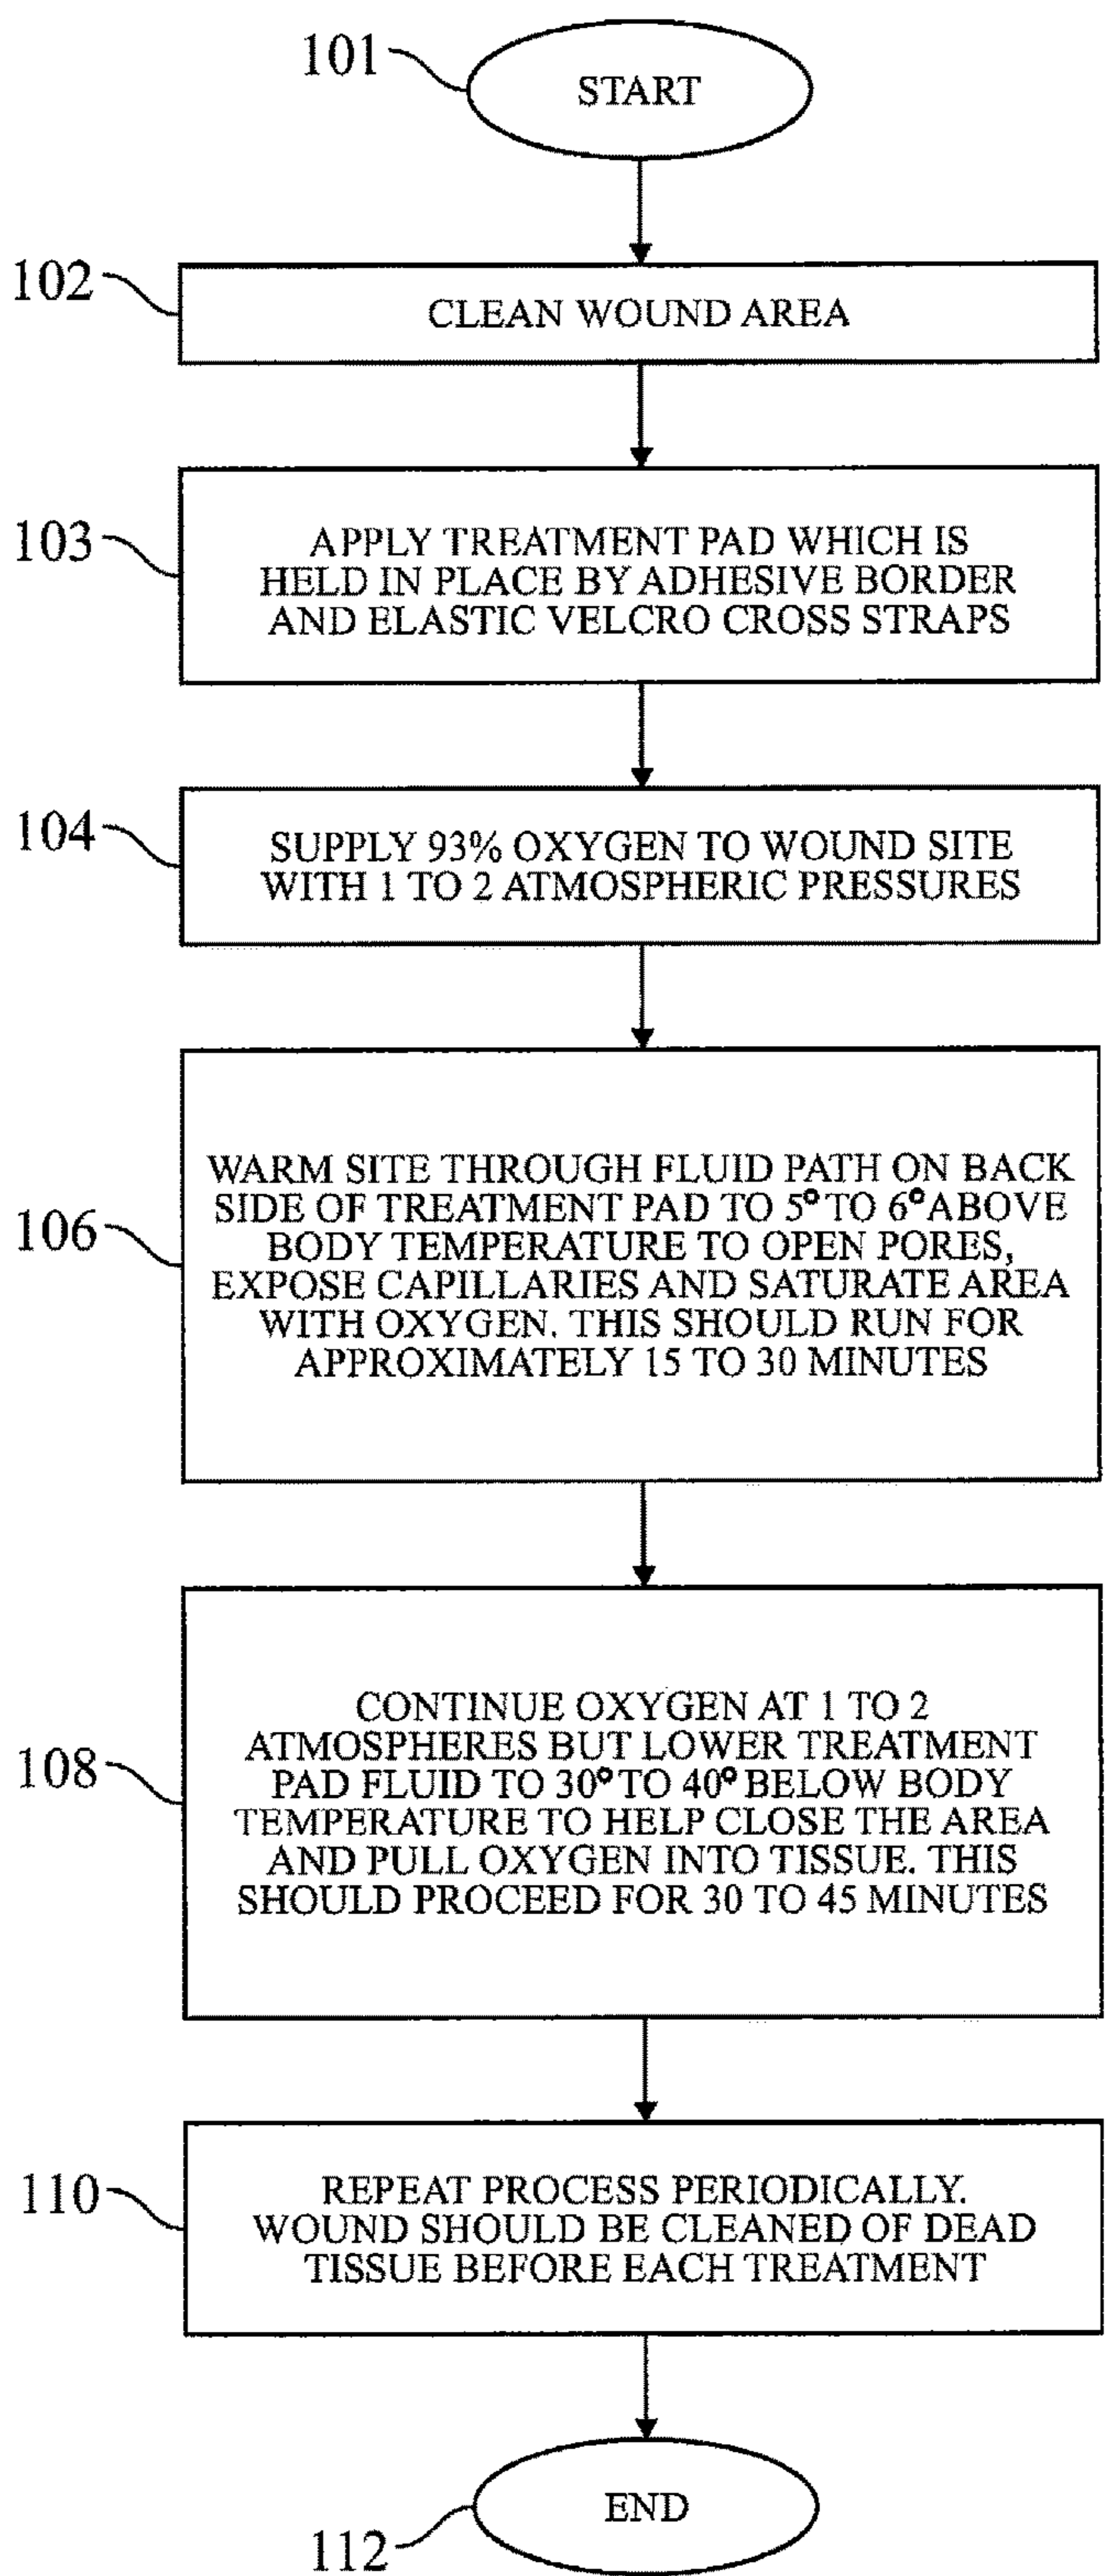 101
START
102
CLEAN WOUND AREA
103
APPLY TREATMENT PAD WHICH IS
HELD IN PLACE BY ADHESIVE BORDER
AND ELASTIC VELCRO CROSS STRAPS
104
SUPPLY 93% OXYGEN TO WOUND SITE
WITH 1 TO 2 ATMOSPHERIC PRESSURES
106
WARM SITE THROUGH FLUID PATH ON BACK
SIDE OF TREATMENT PAD TO 5° TO 6° ABOVE
BODY TEMPERATURE TO OPEN PORES,
EXPOSE CAPILLARIES AND SATURATE AREA
WITH OXYGEN. THIS SHOULD RUN FOR
APPROXIMATELY 15 TO 30 MINUTES
108
CONTINUE OXYGEN AT 1 TO 2
ATMOSPHERES BUT LOWER TREATMENT
PAD FLUID TO 30° TO 40° BELOW BODY
TEMPERATURE TO HELP CLOSE THE AREA
AND PULL OXYGEN INTO TISSUE. THIS
SHOULD PROCEED FOR 30 TO 45 MINUTES
110
REPEAT PROCESS PERIODICALLY.
WOUND SHOULD BE CLEANED OF DEAD
TISSUE BEFORE EACH TREATMENT
END
112